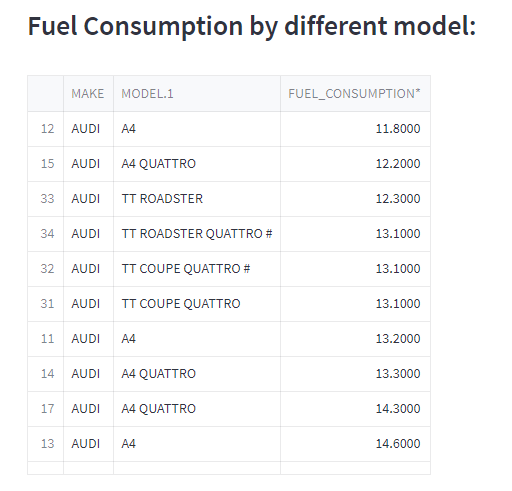 Fuel Consumption by different model:
MAKE MODEL.1 FUEL_CONSUMPTION*
12 AUDI A4 11.8000
15 AUDI A4 QUATTRO 12.2000
33 AUDI TT ROADSTER 12.3000
34 AUDI TT ROADSTER QUATTRO # 13.1000
32 AUDI TT COUPE QUATTRO # 13.1000
31 AUDI TT COUPE QUATTRO 13.1000
11 AUDI A4 13.2000
14 AUDI A4 QUATTRO 13.3000
17 AUDI A4 QUATTRO 14.3000
13 AUDI A4 14.6000